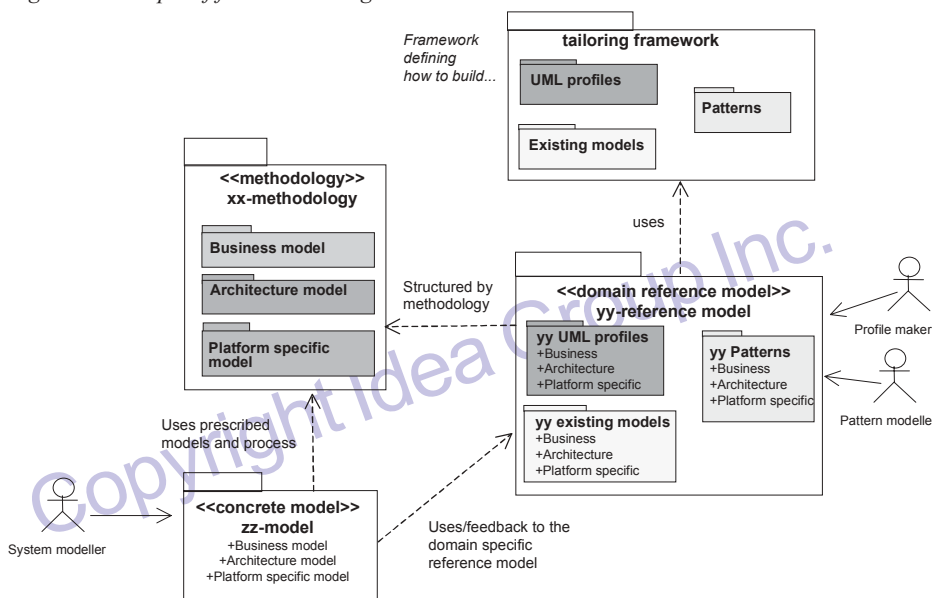 Framework
defining
how to build...
tailoring framework
UML profiles
Patterns
Existing models
<<methodology>>
xx-methodology
Business model
Architecture model
Platform specific
model
uses
Structured by
methodology
<<domain reference model>>
yy-reference model
yy UML profiles
+Business
+Architecture
+Platform specific
yy Patterns
+Business
+Architecture
+Platform specific
yy existing models
+Business
+Architecture
+Platform specific
Profile maker
Pattern modelle
Uses prescribed
models and process
<<concrete model>>
zz-model
+Business model
+Architecture model
+Platform specific model
System modeller
Uses/feedback to the
domain specific
reference model
Copyright Idea Group Inc.